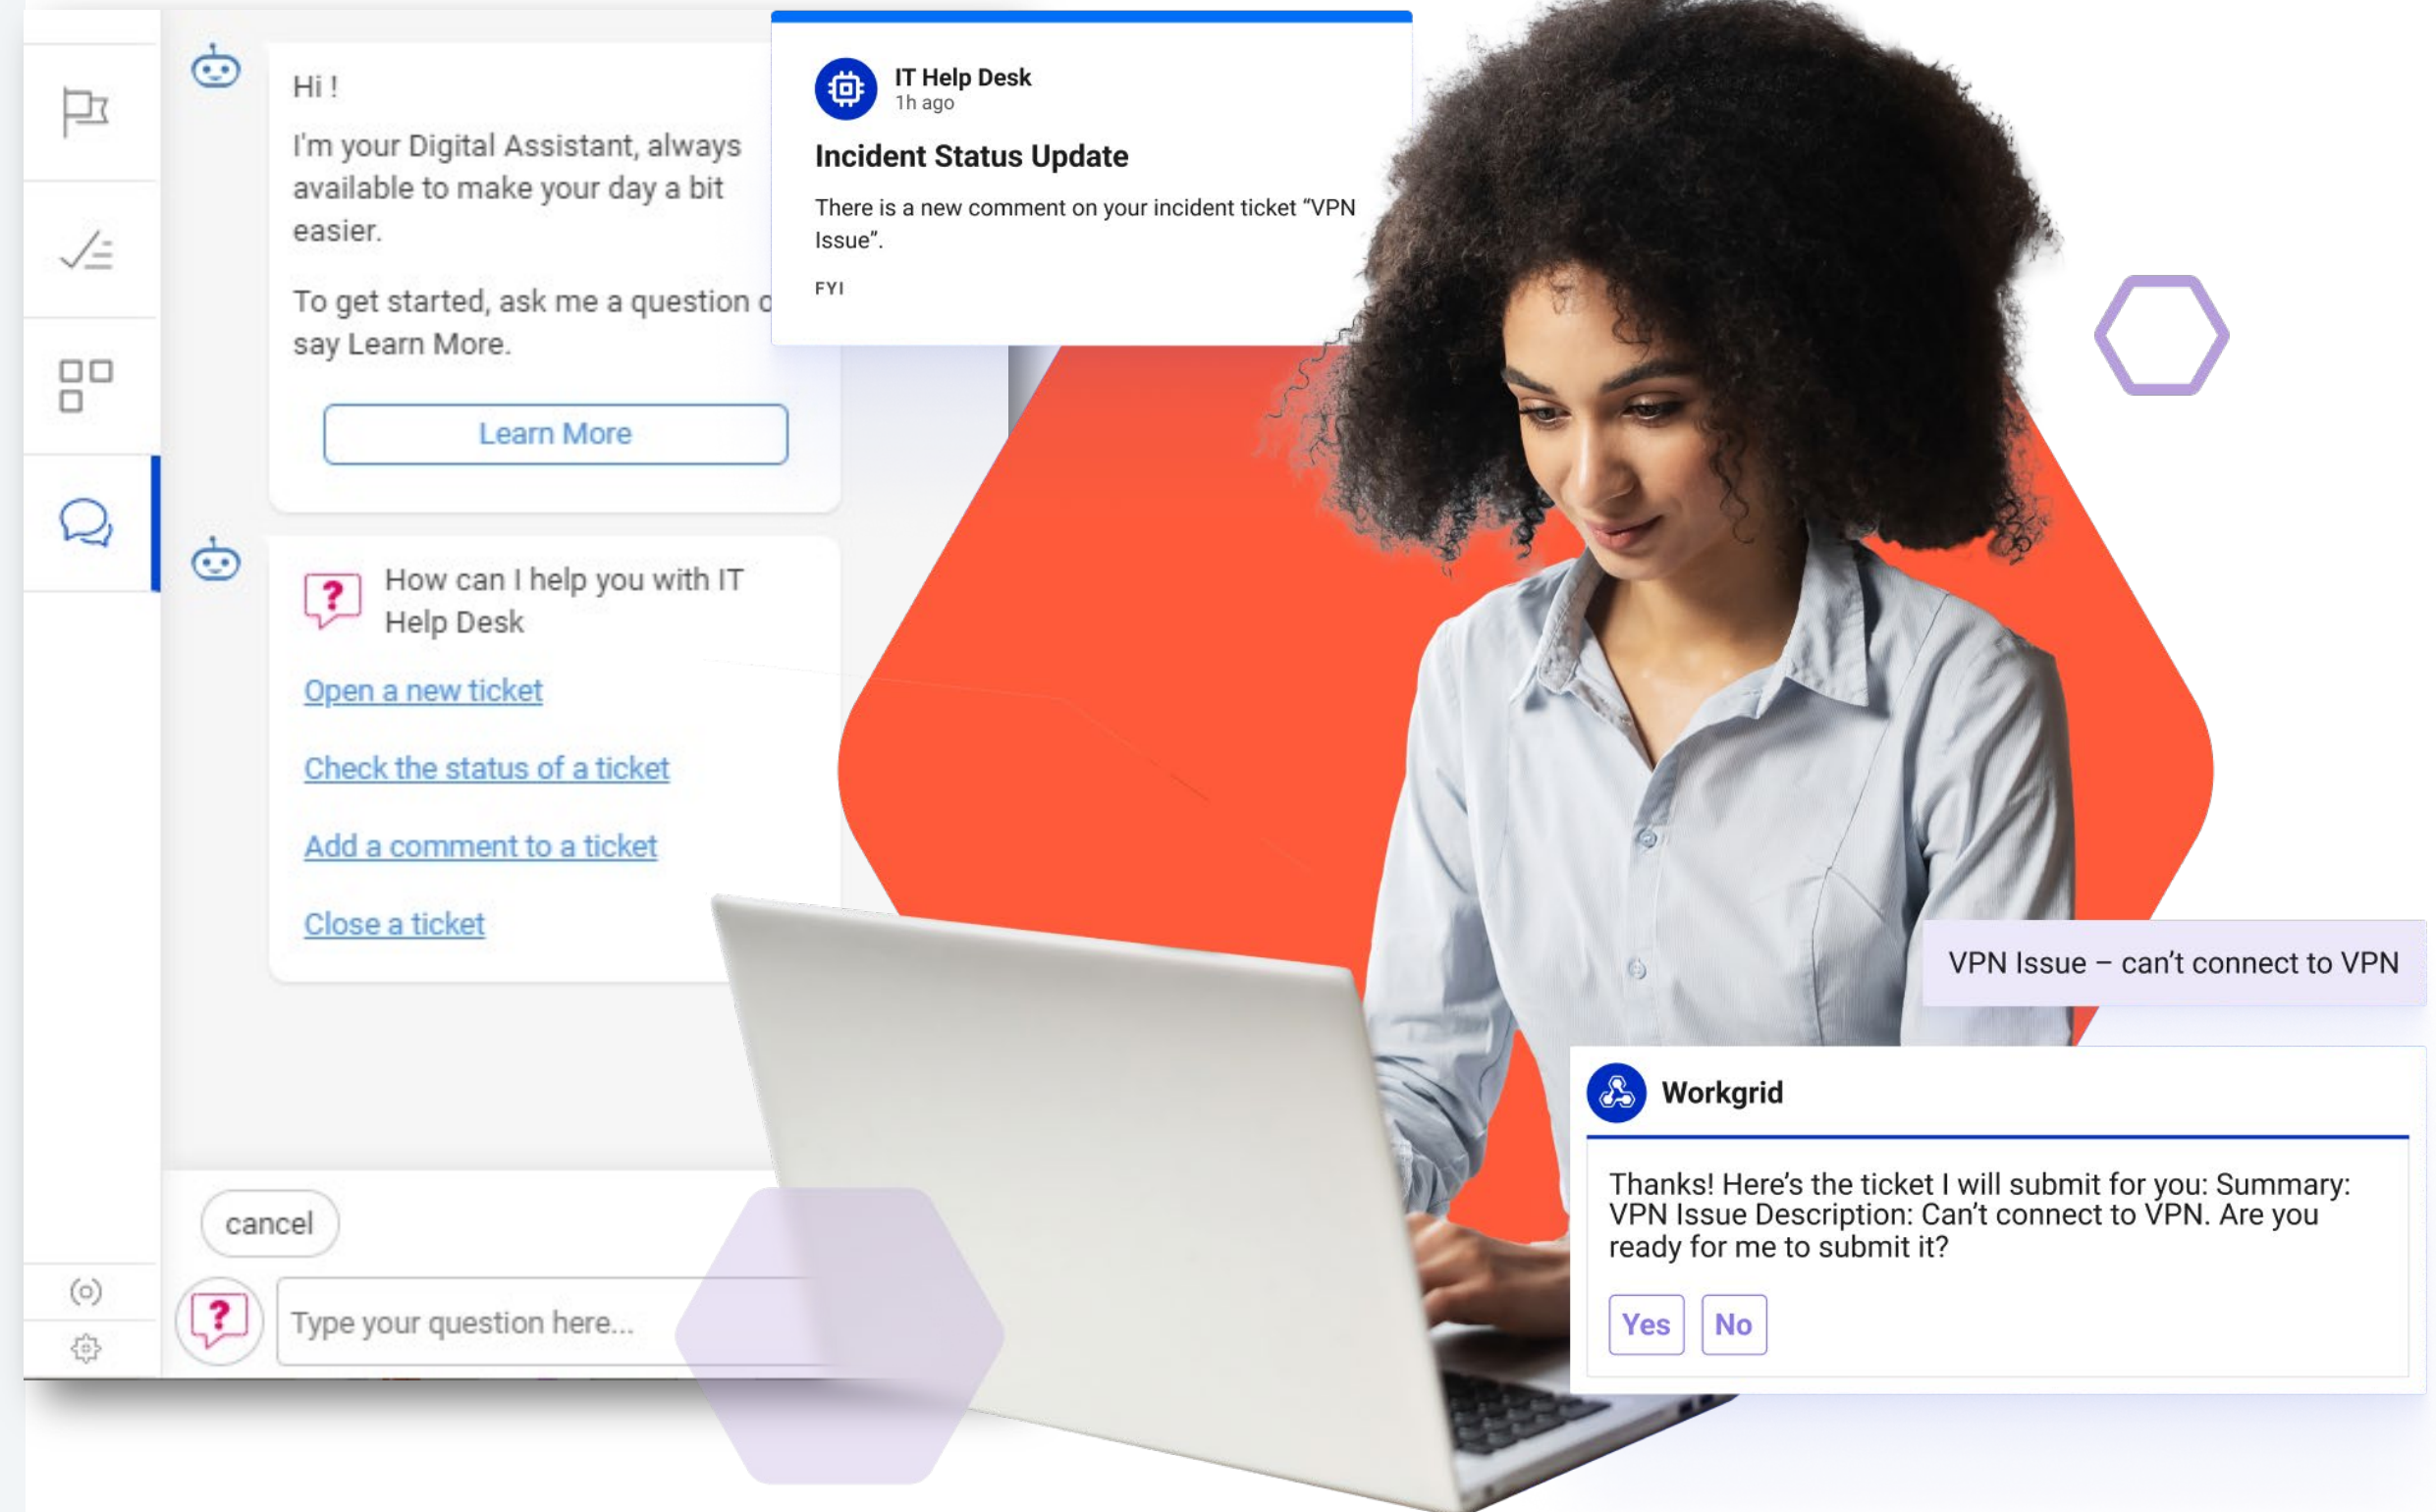 Hi !
I'm your Digital Assistant, always
available to make your day a bit
easier.
To get started, ask me a question
say Learn More.
Learn More
How can I help you with IT
Help Desk
Open a new ticket
Check the status of a ticket
Add a comment to a ticket
Close a ticket
cancel
?
Type your question here...
IT Help Desk
1h ago
Incident Status Update
There is a new comment on your incident ticket “VPN
Issue”.
FYI
VPN Issue – can’t connect to VPN
Workgrid
Thanks! Here’s the ticket I will submit for you: Summary:
VPN Issue Description: Can’t connect to VPN. Are you
ready for me to submit it?
Yes No